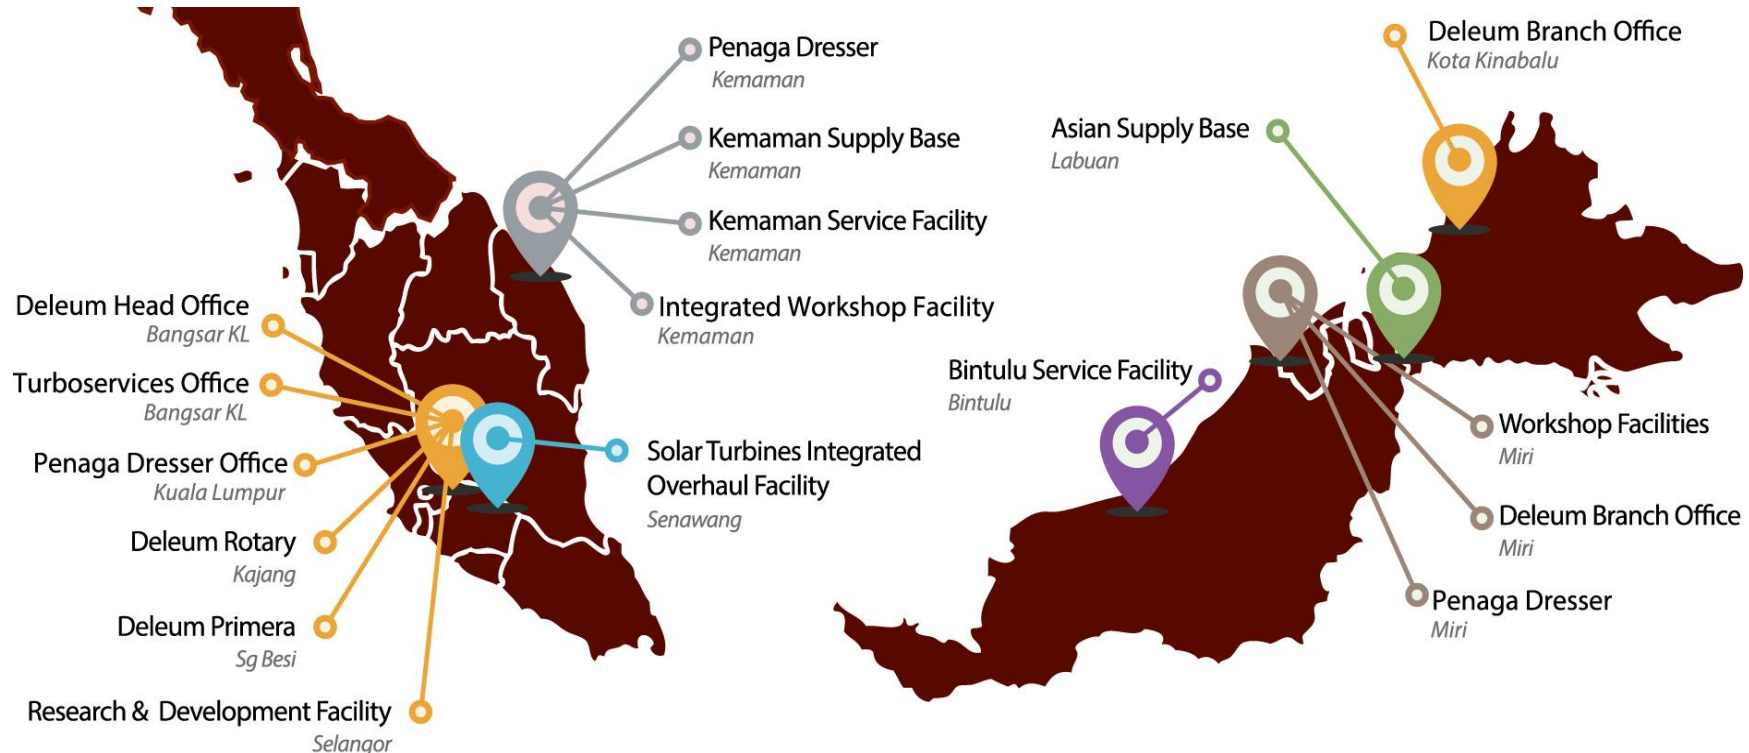 Penaga Dresser
Kemaman
Kemaman Supply Base
Kemaman
Kemaman Service Facility
Kemaman
Integrated Workshop Facility
Kemaman
Deleum Head Office
Bangsar KL
Turboservices Office
Bangsar KL
Penaga Dresser Office
Kuala Lumpur
Deleum Rotary
Kajang
Deleum Primera
Sg Besi
Research & Development Facility
Selangor
Solar Turbines Integrated
Overhaul Facility
Senawang
Deleum Branch Office
Kota Kinabalu
Asian Supply Base
Labuan
Bintulu Service Facility
Bintulu
Workshop Facilities
Miri
Deleum Branch Office
Miri
Penaga Dresser
Miri